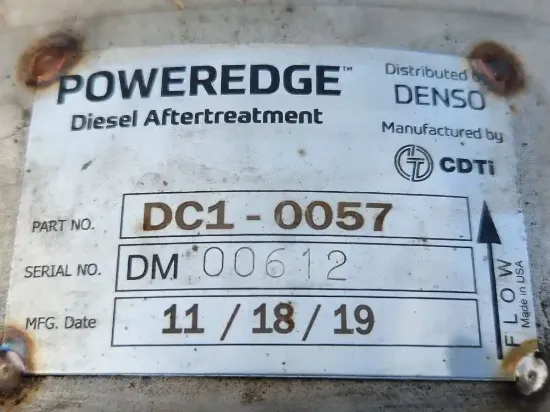 POWEREDGE™
Diesel Aftertreatment
Distributed by
DENSO
Manufactured by
CDTi
PART NO. DC1-0057
SERIAL NO. DM 00612
MFG. Date 11 / 18 / 19
FLOW
Made in USA